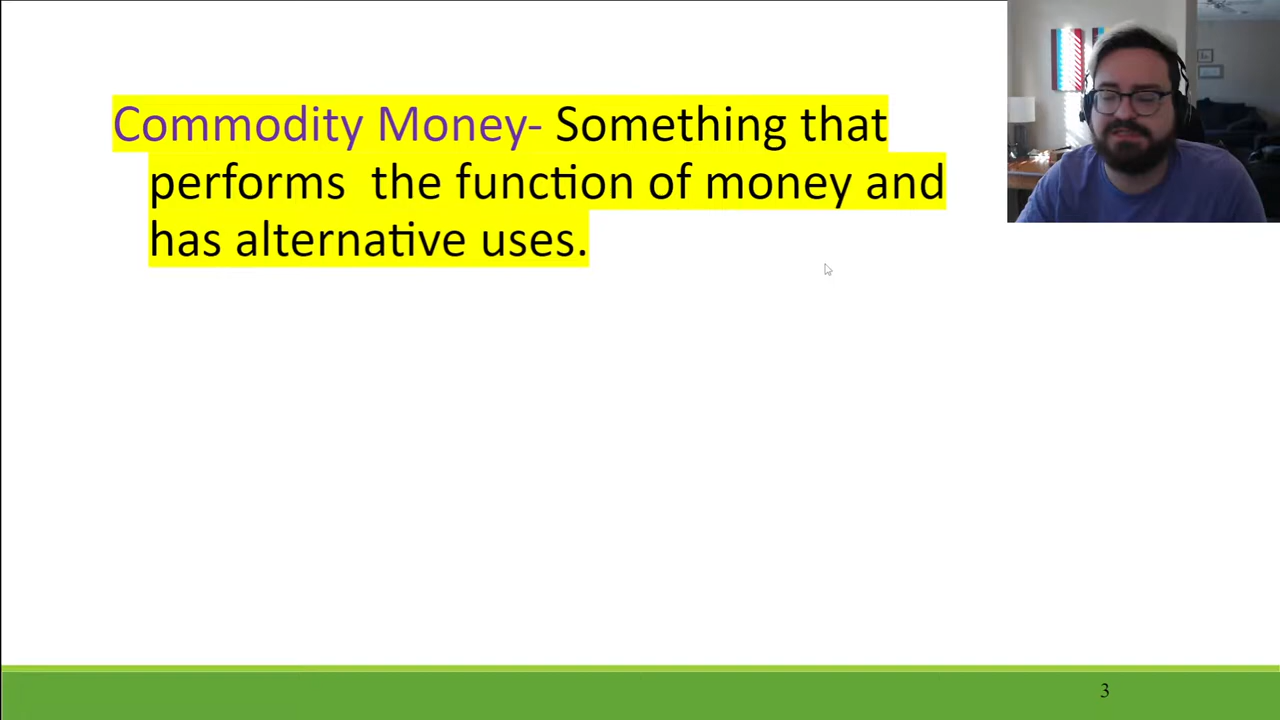 Commodity Money- Something that
performs  the function of money and
has alternative uses.
3